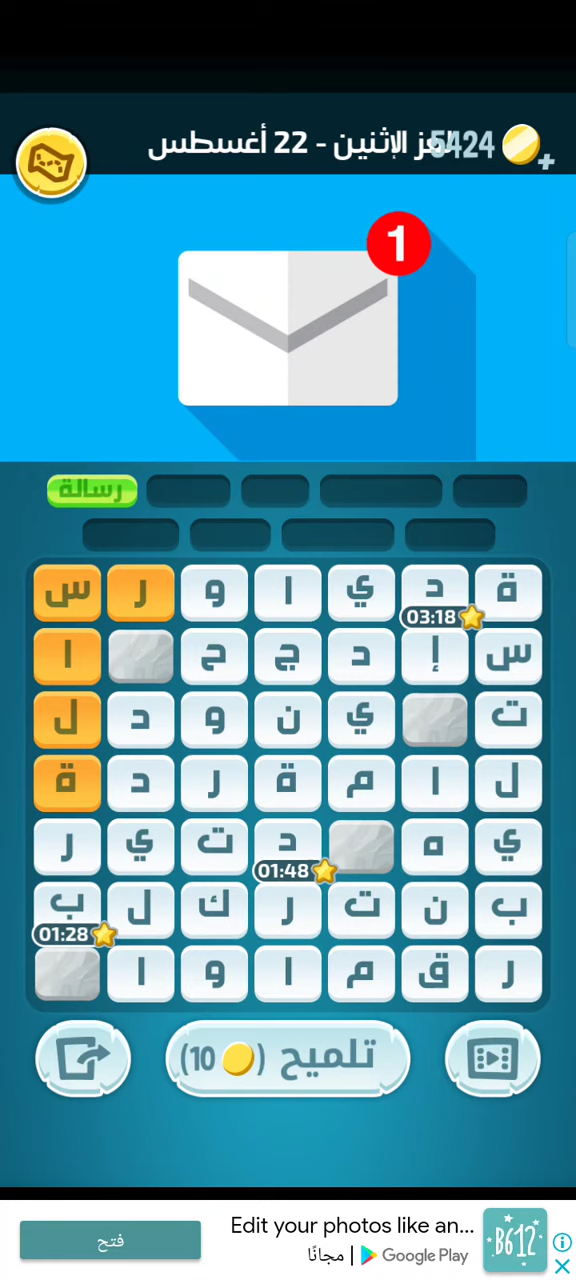 لغز الإثنين - 22 أغسطس 5424
1
رسالة
س ر و ا ي د ة
03:18
ا ح ج د إ س
ل د و ن ي ت
ة د ر ة م ا ل
ر ي ت د ه ي
01:48
ب ل ك ر ت ن ب
01:28
ا و ا م ق ر
تلميح (10)
Edit your photos like an...
فتح
مجانًا | Google Play
B612